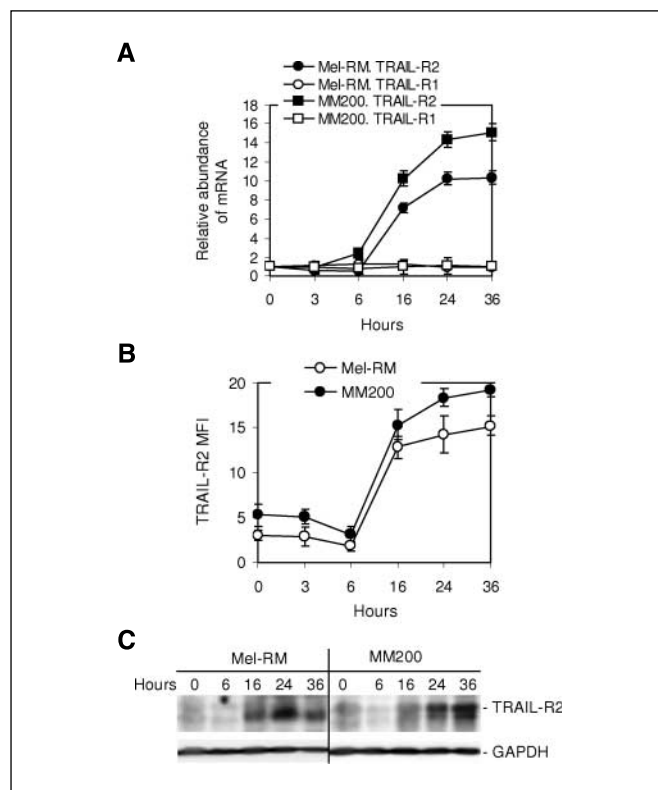 A
Mel-RM. TRAIL-R2
Mel-RM. TRAIL-R1
MM200. TRAIL-R2
MM200. TRAIL-R1
Relative abundance
of mRNA
18
16
14
12
10
8
6
4
2
0
0 3 6 16 24 36
Hours
B
Mel-RM
MM200
TRAIL-R2 MFI
20
15
10
5
0
0 3 6 16 24 36
Hours
C
Mel-RM MM200
Hours 0 6 16 24 36 0 6 16 24 36
- TRAIL-R2
- GAPDH